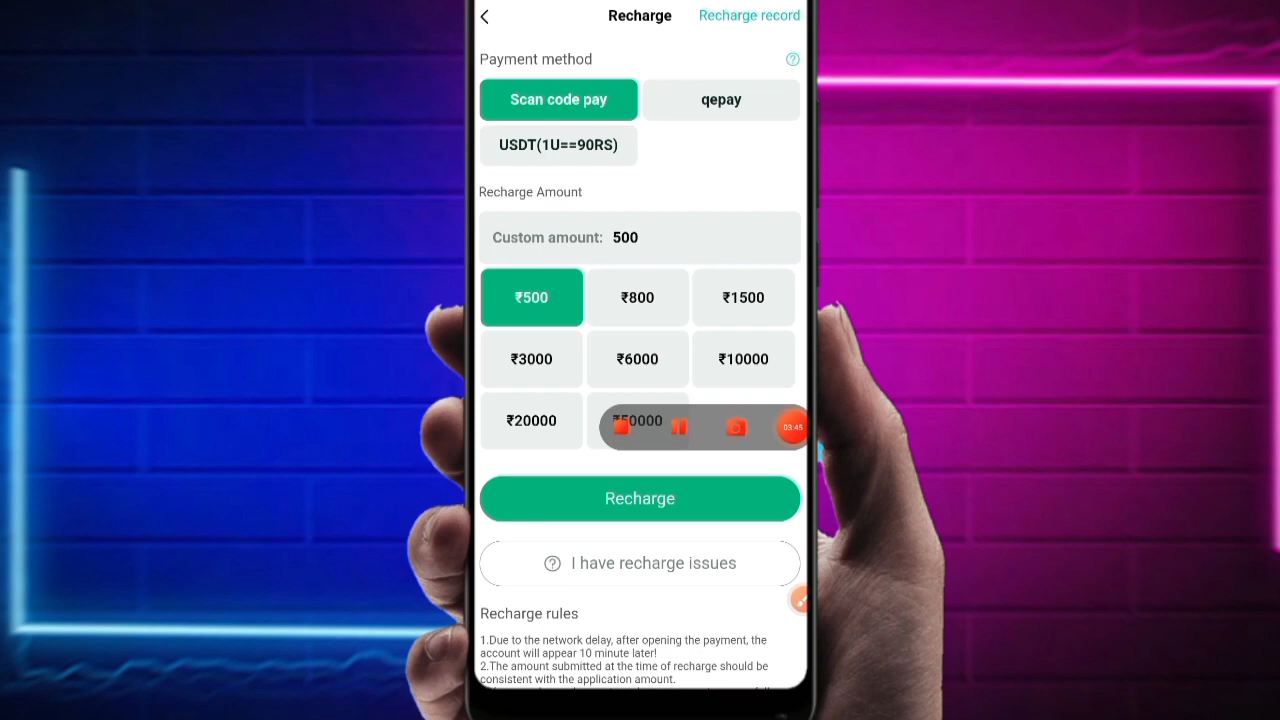 Recharge
Recharge record
Payment method
Scan code pay
qepay
USDT(1U==90RS)
Recharge Amount
Custom amount: 500
₹500
₹800
₹1500
₹3000
₹6000
₹10000
₹20000
₹50000
03:45
Recharge
I have recharge issues
Recharge rules
1.Due to the network delay, after opening the payment, the
account will appear 10 minute later!
2.The amount submitted at the time of recharge should be
consistent with the application amount.